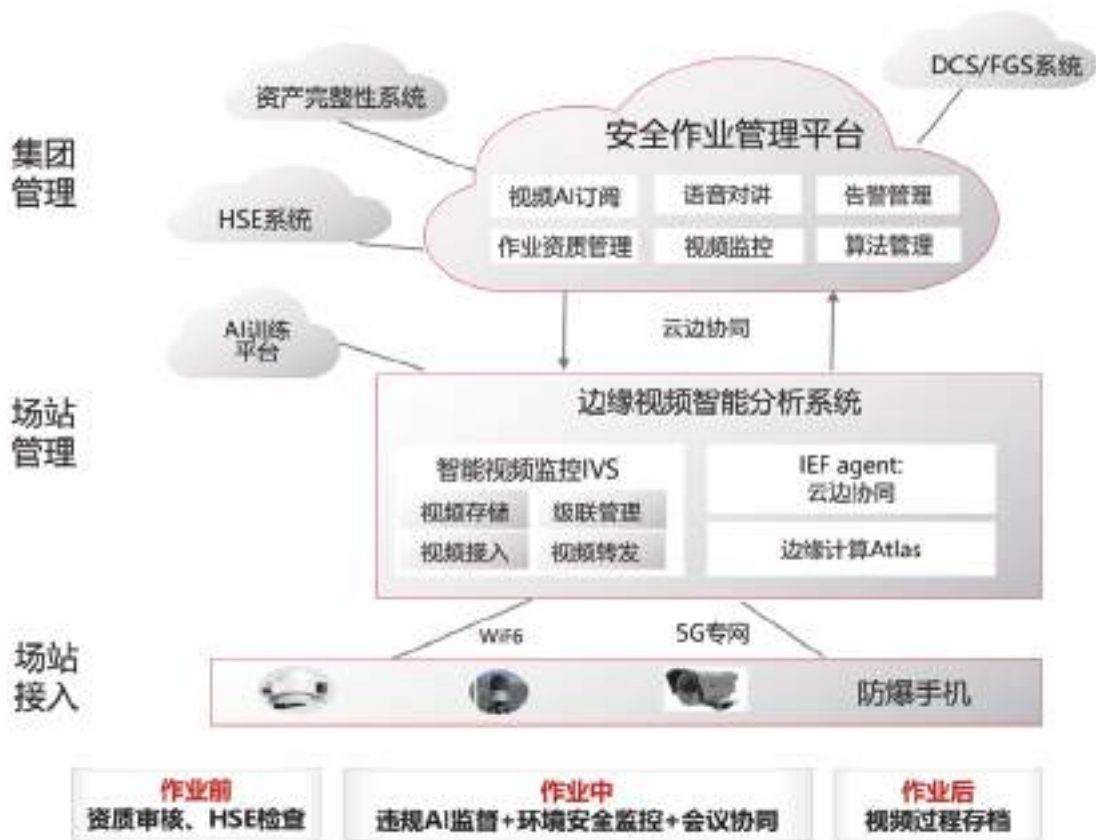 DCS/FGS系统
资产完整性系统
安全作业管理平台
集团
管理
视频AI订阅
语音对讲
告警管理
HSE系统
作业资质管理
视频监控
算法管理
AI训练
平台
云边协同
场站
管理
边缘视频智能分析系统
智能视频监控IVS
IEF agent:
云边协同
视频存储
级联管理
视频接入
视频转发
边缘计算Atlas
WiF6
5G专网
场站
接入
防爆手机
作业前
资质审核、HSE检查
作业中
违规AI监督+环境安全监控+会议协同
作业后
视频过程存档